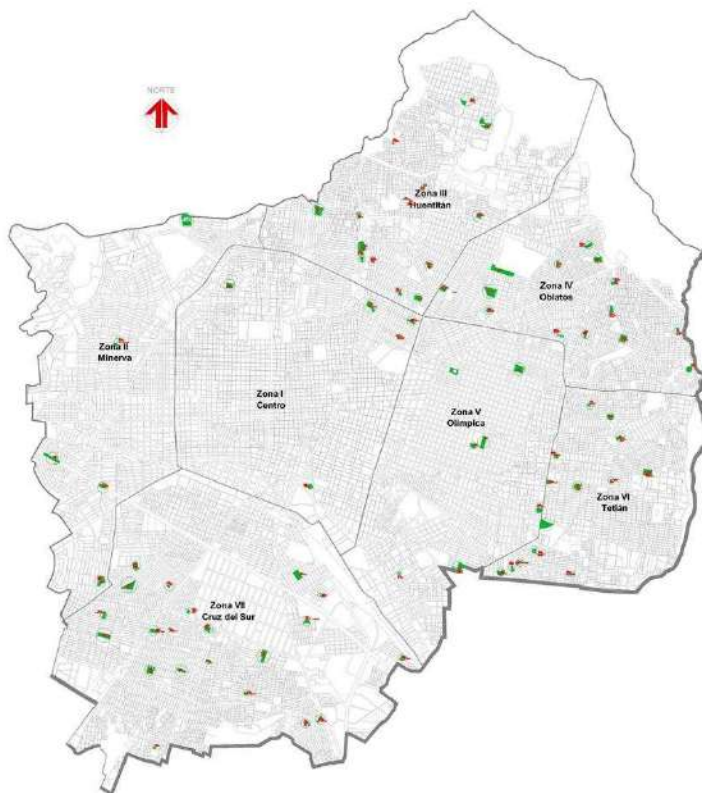 NORTE
Zona III
Huentitán
Zona IV
Oblatos
Zona II
Minerva
Zona I
Centro
Zona V
Olímpica
Zona VI
Tetlán
Zona VII
Cruz del Sur